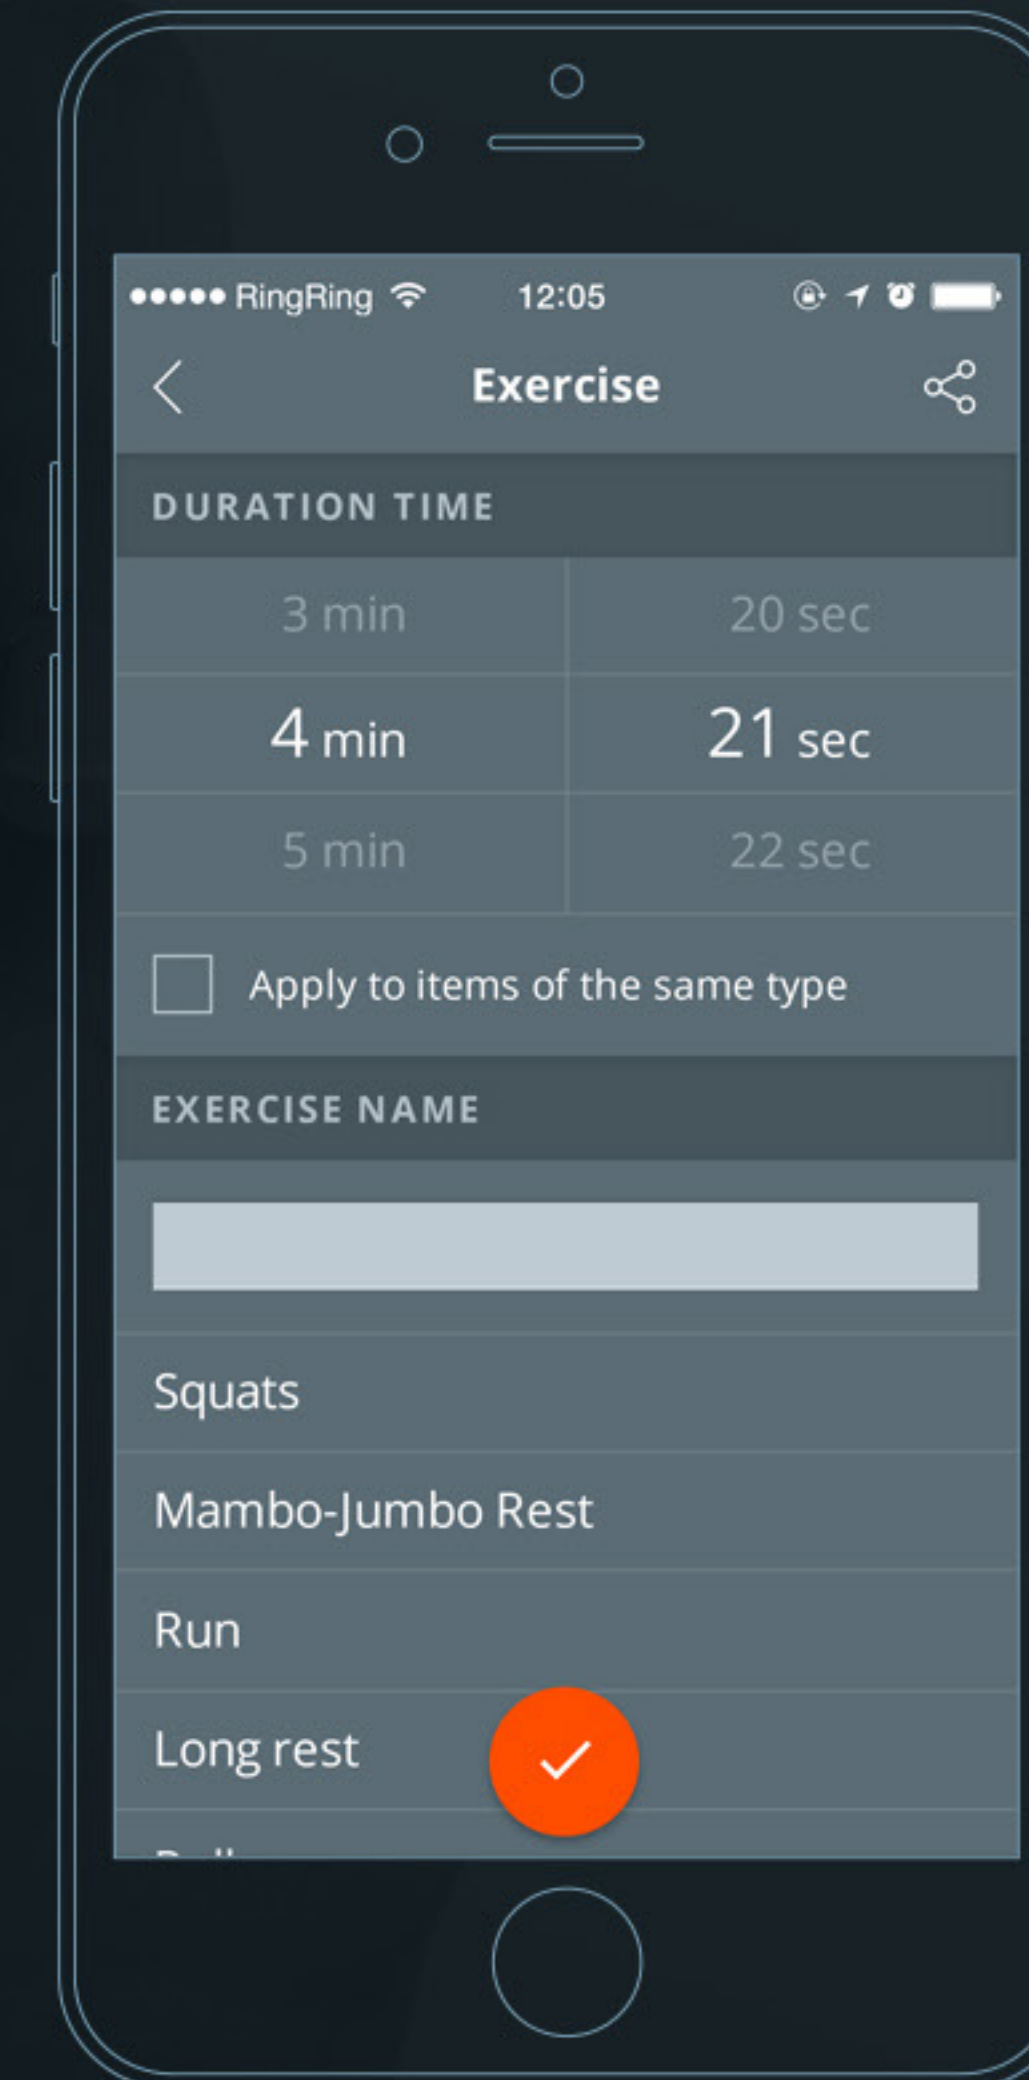 RingRing 12:05
Exercise
DURATION TIME
3 min 20 sec
4 min 21 sec
5 min 22 sec
Apply to items of the same type
EXERCISE NAME
Squats
Mambo-Jumbo Rest
Run
Long rest